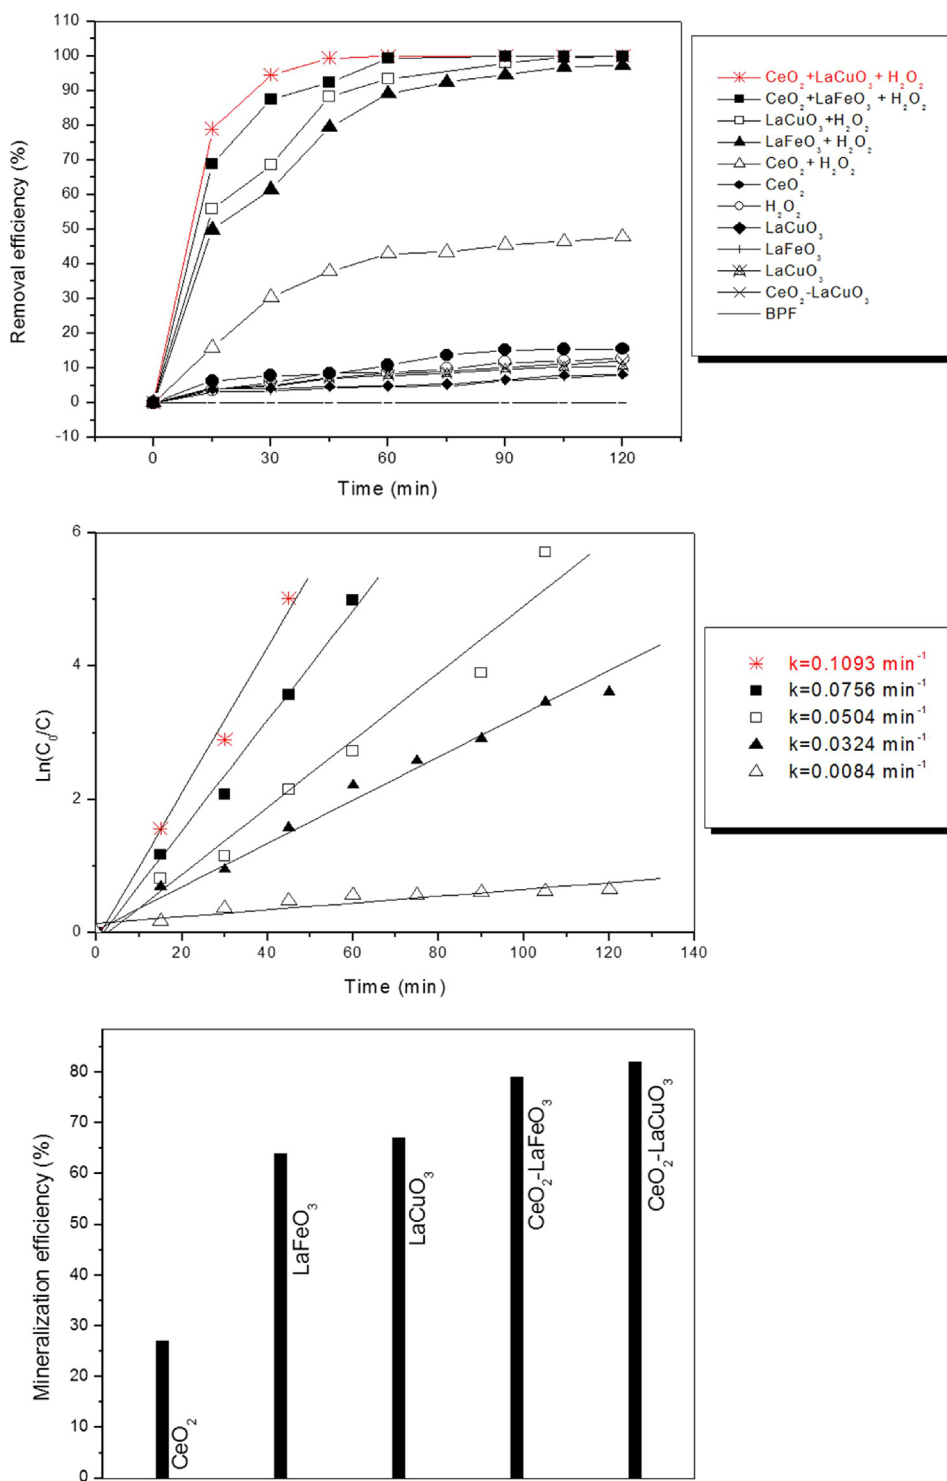 110
100
90
80
70
60
50
40
30
20
10
0
-10
Removal efficiency (%)
0 30 60 90 120
Time (min)
CeO₂+LaCuO₃+ H₂O₂
CeO₂+LaFeO₃ + H₂O₂
LaCuO₃+H₂O₂
LaFeO₃+ H₂O₂
CeO₂+ H₂O₂
CeO₂
H₂O₂
LaCuO₃
LaFeO₃
LaCuO₃
CeO₂-LaCuO₃
BPF
6
4
2
0
Ln(C₀/C)
0 20 40 60 80 100 120 140
Time (min)
k=0.1093 min⁻¹
k=0.0756 min⁻¹
k=0.0504 min⁻¹
k=0.0324 min⁻¹
k=0.0084 min⁻¹
80
70
60
50
40
30
20
10
0
Mineralization efficiency (%)
CeO₂
LaFeO₃
LaCuO₃
CeO₂-LaFeO₃
CeO₂-LaCuO₃